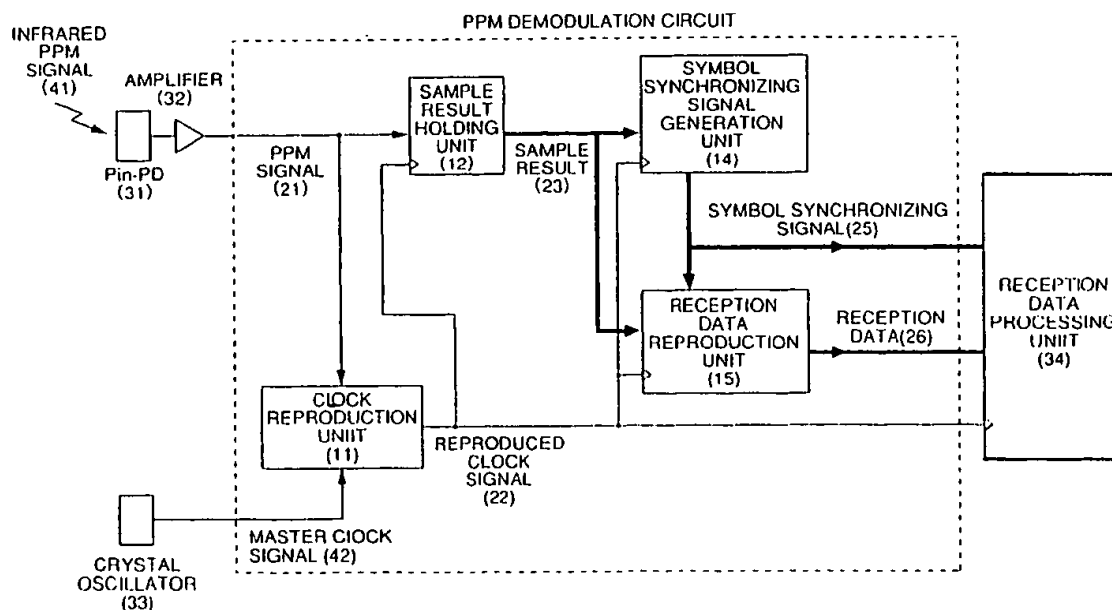 PPM DEMODULATION CIRCUIT
INFRARED
PPM
SIGNAL
(41)
AMPLIFIER
(32)
Pin-PD
(31)
PPM
SIGNAL
(21)
SAMPLE
RESULT
HOLDING
UNIT
(12)
SAMPLE
RESULT
(23)
SYMBOL
SYNCHRONIZING
SIGNAL
GENERATION
UNIT
(14)
SYMBOL SYNCHRONIZING
SIGNAL(25)
RECEPTION
DATA
REPRODUCTION
UNIT
(15)
RECEPTION
DATA(26)
RECEPTION
DATA
PROCESSING
UNIIT
(34)
CLOCK
REPRODUCTION
UNIIT
(11)
REPRODUCED
CLOCK
SIGNAL
(22)
MASTER CLOCK
SIGNAL (42)
CRYSTAL
OSCILLATOR
(33)